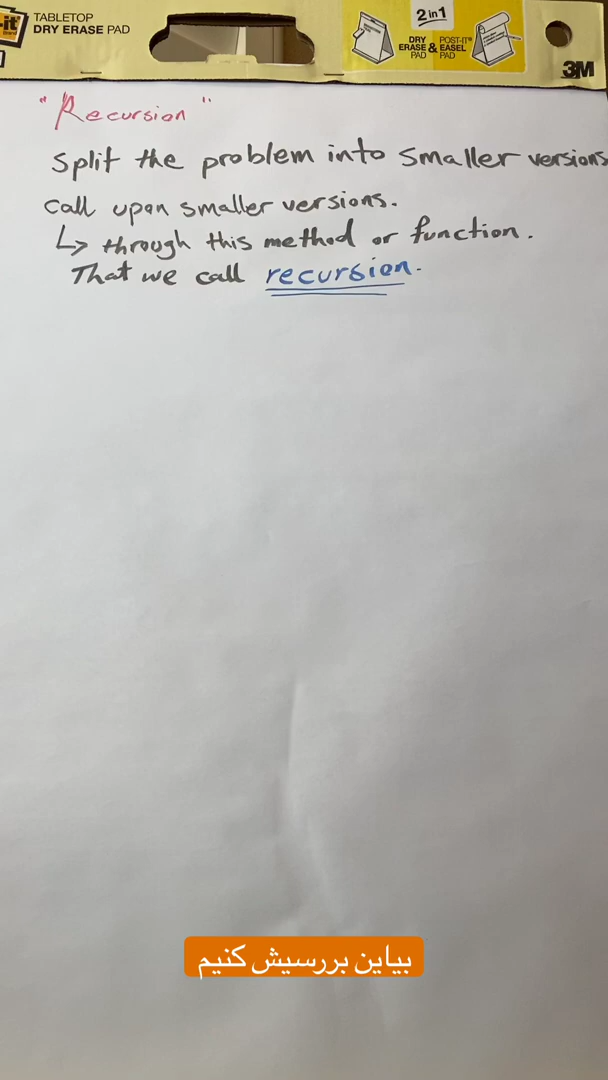 -it
Brand
TABLETOP
DRY ERASE PAD
2 in 1
DRY ERASE PAD & POST-IT® EASEL PAD
3M
"Recursion"
Split the problem into smaller versions
call upon smaller versions.
↳ through this method or function.
That we call recursion.
بیاین بررسیش کنیم